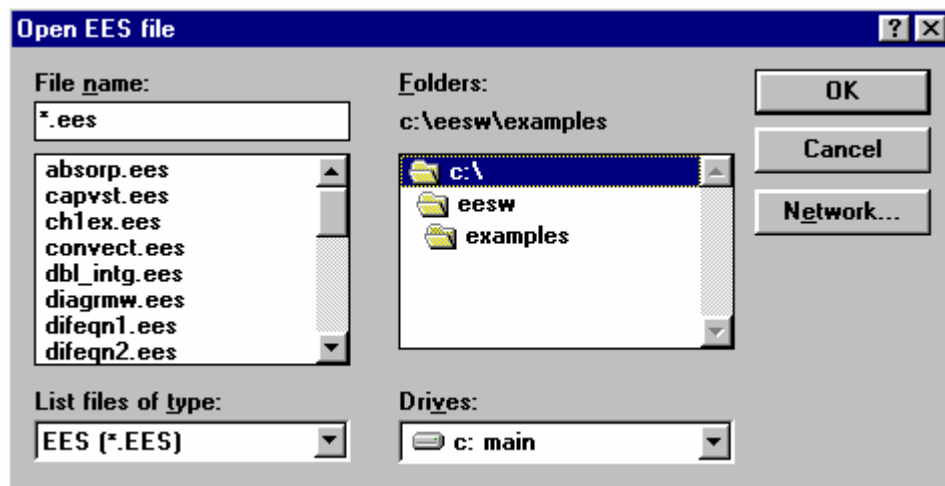 Open EES file
File name:
*.ees
absorp.ees
capvst.ees
ch1ex.ees
convect.ees
dbl_intg.ees
diagrmw.ees
difeqn1.ees
difeqn2.ees
List files of type:
EES (*.EES)
Folders:
c:\eesw\examples
c:\
eesw
examples
Drives:
c: main
OK
Cancel
Network...